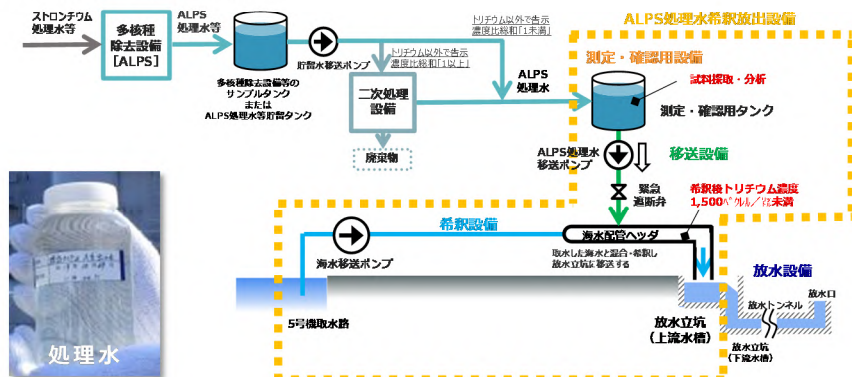 ストロンチウム
処理水等
多核種
除去設備
[ALPS]
ALPS
処理水等
多核種除去設備等の
サンプルタンク
または
ALPS処理水等貯留タンク
貯留水移送ポンプ
トリチウム以外で告示
濃度比総和「1以上」
トリチウム以外で告示
濃度比総和「1未満」
二次処理
設備
廃棄物
ALPS
処理水
ALPS処理水希釈放出設備
測定・確認用設備
試料採取・分析
測定・確認用タンク
ALPS処理水
移送ポンプ
移送設備
緊急
遮断弁
希釈後トリチウム濃度
1,500ベクレル/リットル未満
希釈設備
海水移送ポンプ
海水配管ヘッダ
取水した海水と混合・希釈し
放水立坑に移送する
5号機取水路
放水立坑
(上流水槽)
放水設備
放水口
放水トンネル
放水立坑
(下流水槽)
処理水